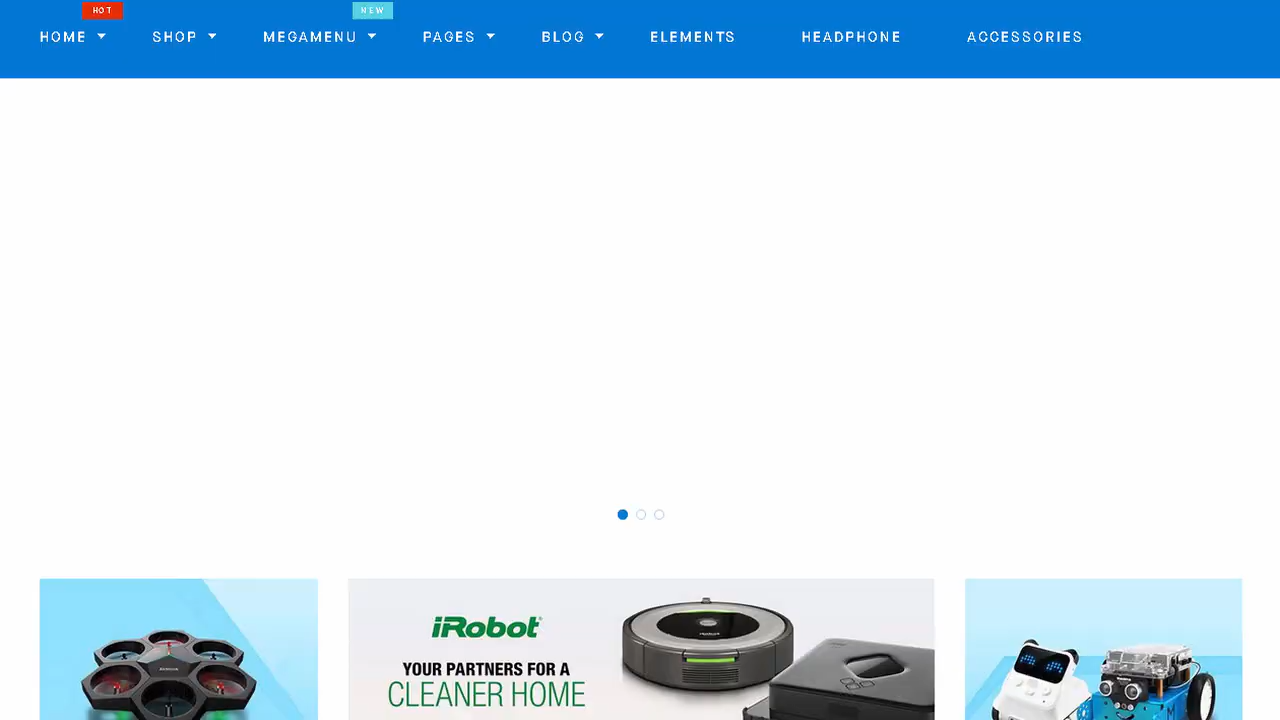 HOT
NEW
HOME SHOP MEGAMENU PAGES BLOG ELEMENTS HEADPHONE ACCESSORIES
iRobot
YOUR PARTNERS FOR A
CLEANER HOME